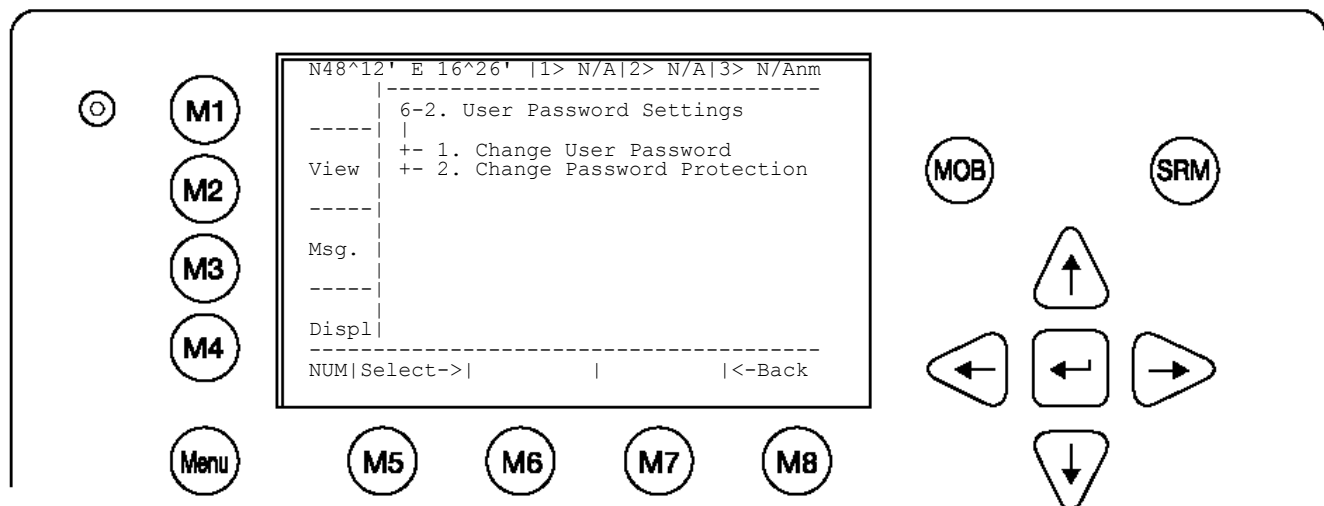 N48^12' E 16^26' |1> N/A|2> N/A|3> N/Anm
|----------------------------------
6-2. User Password Settings
-----| |
+- 1. Change User Password
View | +- 2. Change Password Protection
-----|
Msg. |
-----|
Displ|
-----------------------------------------
NUM|Select->| | |<-Back
M1
M2
M3
M4
Menu
M5
M6
M7
M8
MOB
SRM